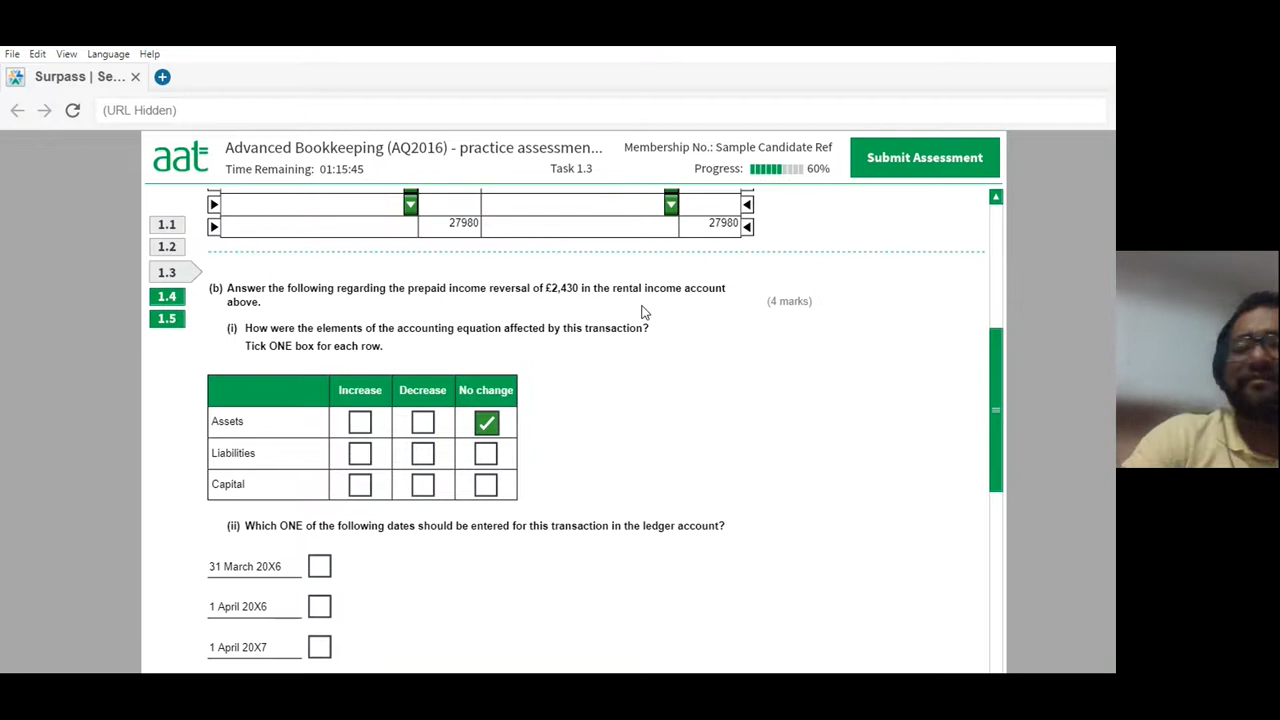 File Edit View Language Help
Surpass | Se...
(URL Hidden)
aat Advanced Bookkeeping (AQ2016) - practice assessmen... Membership No.: Sample Candidate Ref Submit Assessment
Time Remaining: 01:15:45 Task 1.3 Progress: 60%
1.1
27980 27980
1.2
1.3
(b) Answer the following regarding the prepaid income reversal of £2,430 in the rental income account
above.
(4 marks)
1.4
1.5
(i) How were the elements of the accounting equation affected by this transaction?
Tick ONE box for each row.
Increase Decrease No change
Assets
Liabilities
Capital
(ii) Which ONE of the following dates should be entered for this transaction in the ledger account?
31 March 20X6
1 April 20X6
1 April 20X7